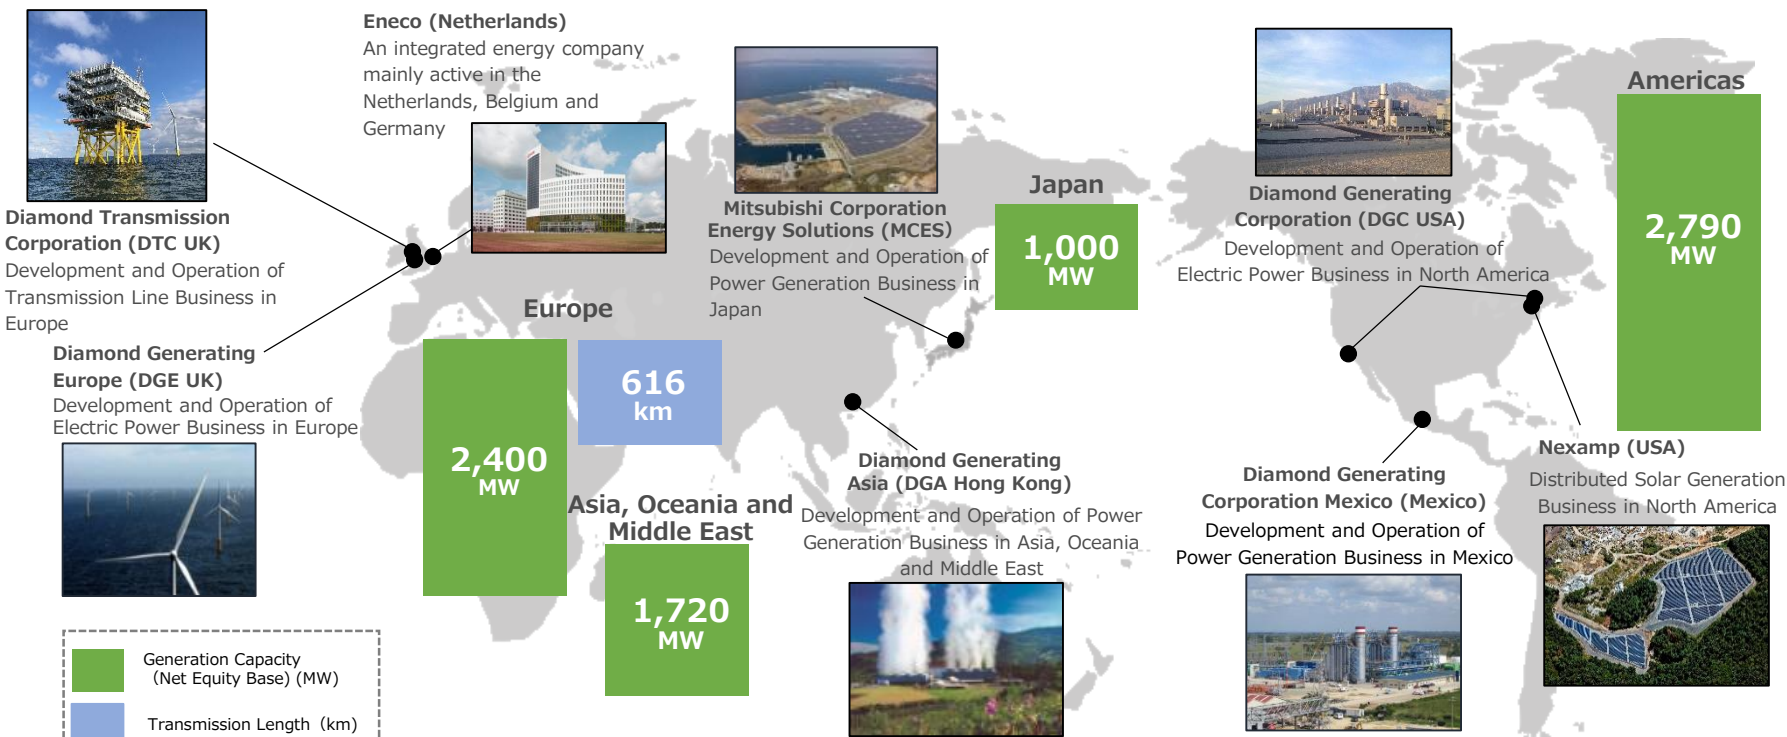 Eneco (Netherlands)
An integrated energy company
mainly active in the
Netherlands, Belgium and
Germany
Diamond Transmission
Corporation (DTC UK)
Development and Operation of
Transmission Line Business in
Europe
Diamond Generating
Europe (DGE UK)
Development and Operation of
Electric Power Business in Europe
Europe
2,400
MW
616
km
Asia, Oceania and
Middle East
1,720
MW
Mitsubishi Corporation
Energy Solutions (MCES)
Development and Operation of
Power Generation Business in
Japan
Japan
1,000
MW
Diamond Generating
Asia (DGA Hong Kong)
Development and Operation of Power
Generation Business in Asia, Oceania
and Middle East
Diamond Generating
Corporation (DGC USA)
Development and Operation of
Electric Power Business in North America
Americas
2,790
MW
Diamond Generating
Corporation Mexico (Mexico)
Development and Operation of
Power Generation Business in Mexico
Nexamp (USA)
Distributed Solar Generation
Business in North America
Generation Capacity
(Net Equity Base) (MW)
Transmission Length (km)